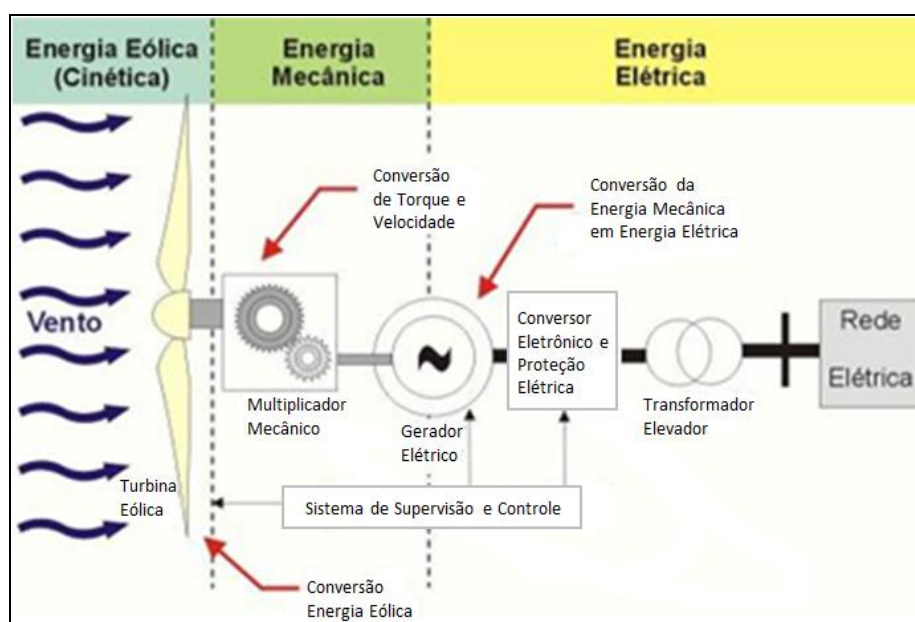 Energia Eólica
(Cinética)
Energia
Mecânica
Energia
Elétrica
Conversão
de Torque e
Velocidade
Conversão da
Energia Mecânica
em Energia Elétrica
Vento
Conversor
Eletrônico e
Proteção
Elétrica
Rede
Elétrica
Multiplicador
Mecânico
Gerador
Elétrico
Transformador
Elevador
Turbina
Eólica
Sistema de Supervisão e Controle
Conversão
Energia Eólica